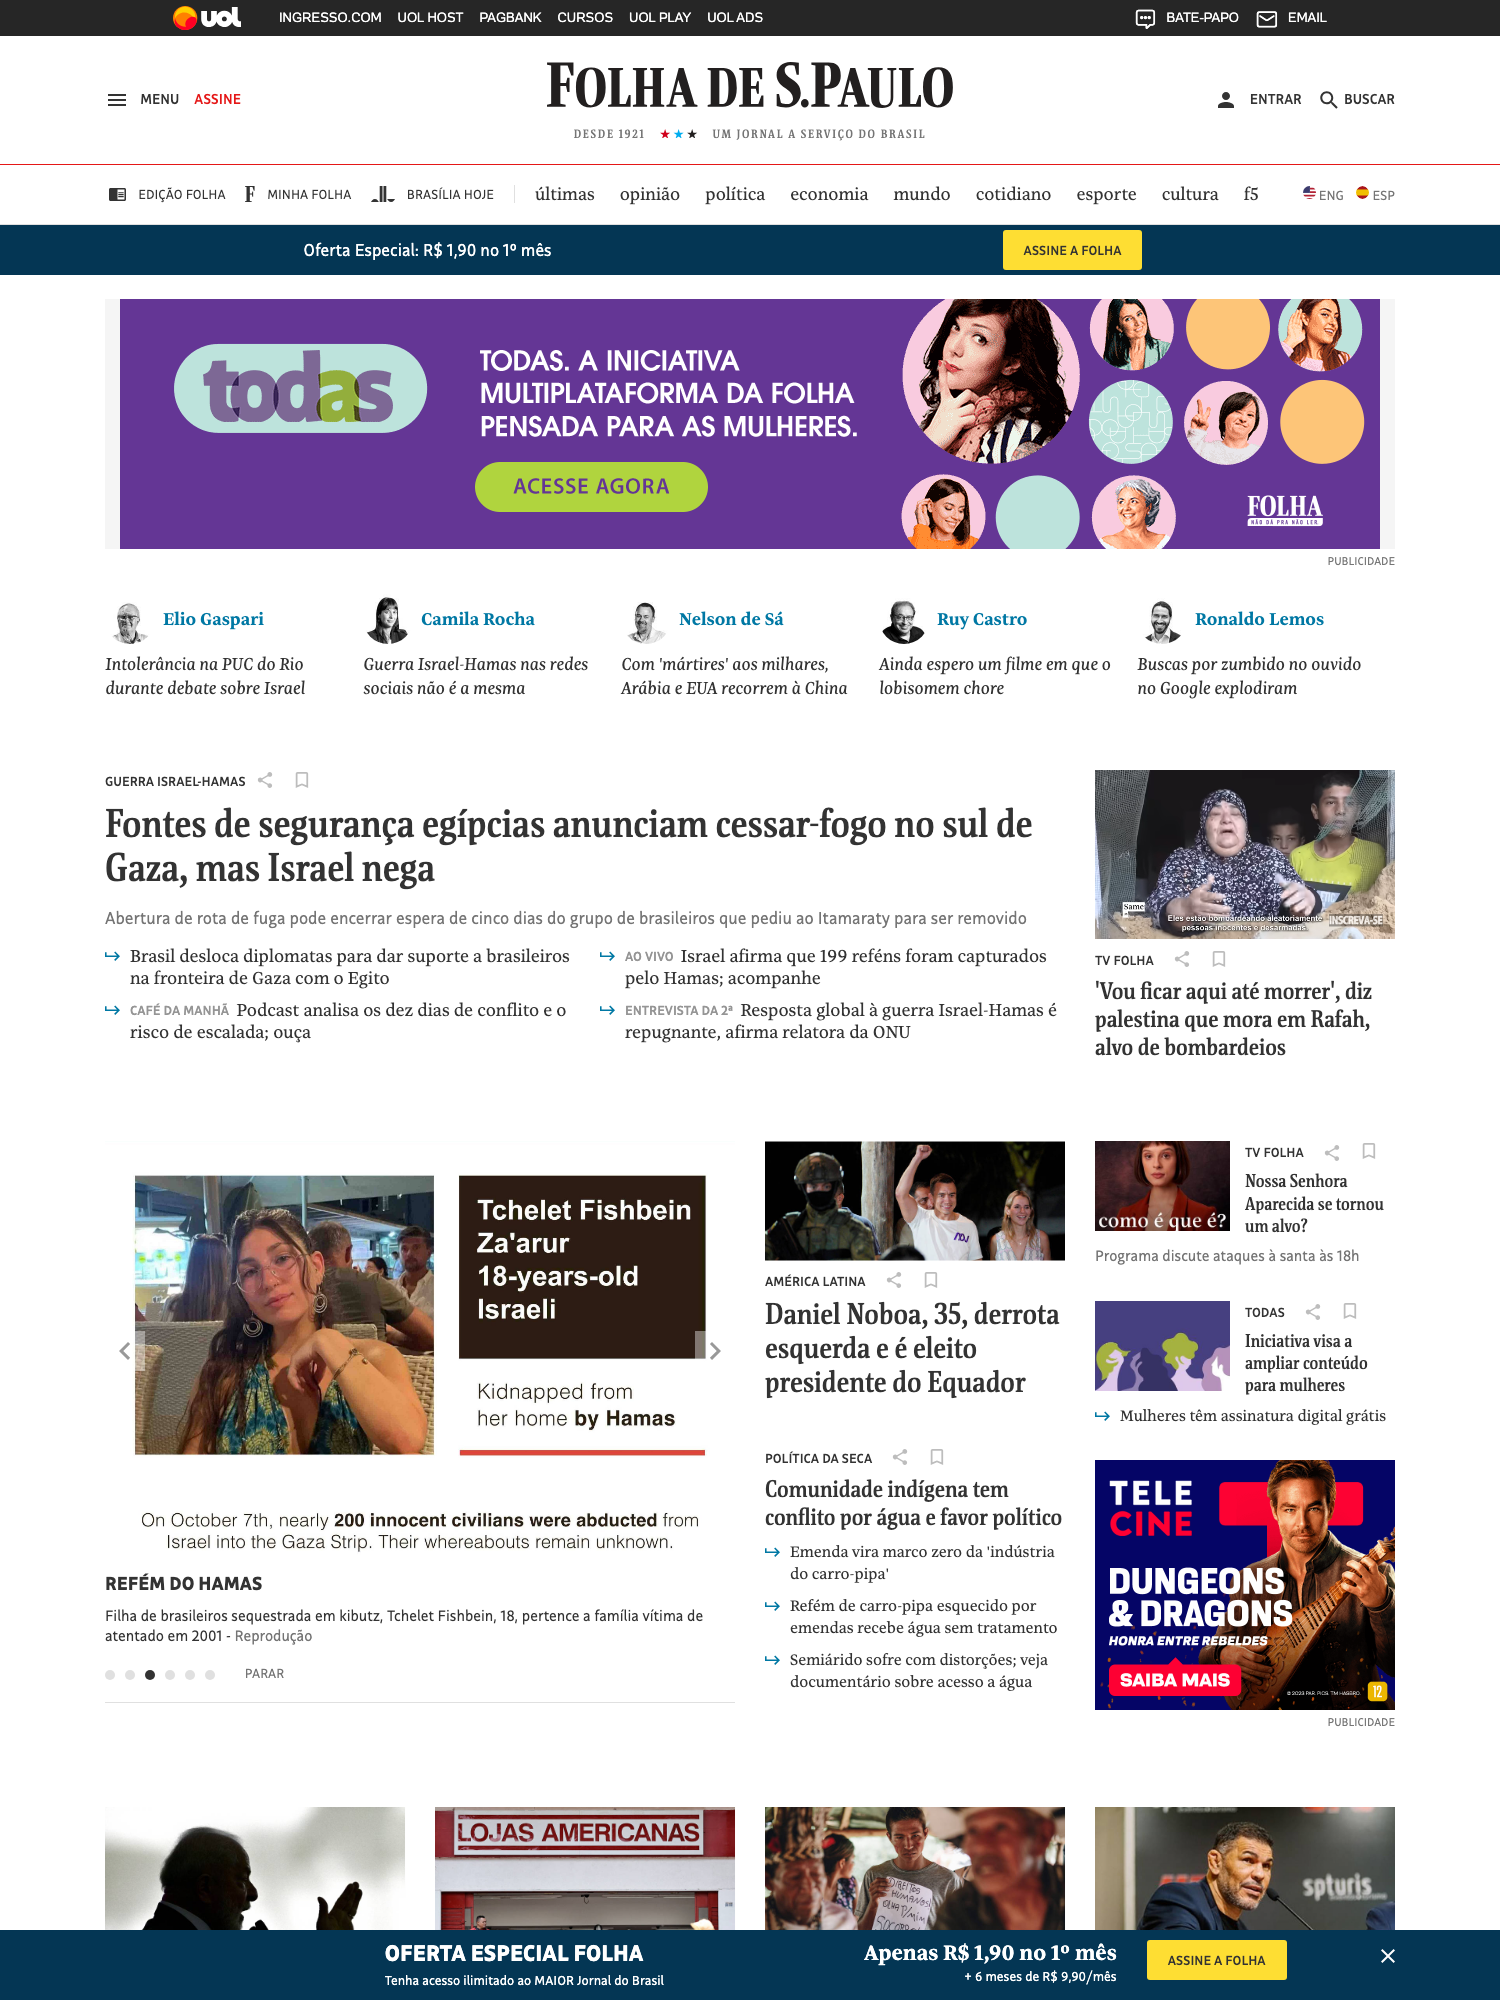 uol
INGRESSO.COM UOL HOST PAGBANK CURSOS UOL PLAY UOL ADS
BATE-PAPO EMAIL
MENU ASSINE
FOLHA DE S.PAULO
DESDE 1921 ★★★ UM JORNAL A SERVIÇO DO BRASIL
ENTRAR BUSCAR
EDIÇÃO FOLHA MINHA FOLHA BRASÍLIA HOJE
últimas opinião política economia mundo cotidiano esporte cultura f5
ENG ESP
Oferta Especial: R$ 1,90 no 1º mês
ASSINE A FOLHA
todas
TODAS. A INICIATIVA
MULTIPLATAFORMA DA FOLHA
PENSADA PARA AS MULHERES.
ACESSE AGORA
FOLHA
NÃO DÁ PRA NÃO LER
PUBLICIDADE
Elio Gaspari
Intolerância na PUC do Rio
durante debate sobre Israel
Camila Rocha
Guerra Israel-Hamas nas redes
sociais não é a mesma
Nelson de Sá
Com 'mártires' aos milhares,
Arábia e EUA recorrem à China
Ruy Castro
Ainda espero um filme em que o
lobisomem chore
Ronaldo Lemos
Buscas por zumbido no ouvido
no Google explodiram
GUERRA ISRAEL-HAMAS
Fontes de segurança egípcias anunciam cessar-fogo no sul de
Gaza, mas Israel nega
Abertura de rota de fuga pode encerrar espera de cinco dias do grupo de brasileiros que pediu ao Itamaraty para ser removido
Brasil desloca diplomatas para dar suporte a brasileiros
na fronteira de Gaza com o Egito
CAFÉ DA MANHÃ Podcast analisa os dez dias de conflito e o
risco de escalada; ouça
AO VIVO Israel afirma que 199 reféns foram capturados
pelo Hamas; acompanhe
ENTREVISTA DA 2ª Resposta global à guerra Israel-Hamas é
repugnante, afirma relatora da ONU
Same
Eles estão bombardeando aleatoriamente
pessoas inocentes e desarmadas.
INSCREVA-SE
TV FOLHA
'Vou ficar aqui até morrer', diz
palestina que mora em Rafah,
alvo de bombardeios
Tchelet Fishbein
Za'arur
18-years-old
Israeli
Kidnapped from
her home by Hamas
On October 7th, nearly 200 innocent civilians were abducted from
Israel into the Gaza Strip. Their whereabouts remain unknown.
REFÉM DO HAMAS
Filha de brasileiros sequestrada em kibutz, Tchelet Fishbein, 18, pertence a família vítima de
atentado em 2001 - Reprodução
PARAR
ADN
AMÉRICA LATINA
Daniel Noboa, 35, derrota
esquerda e é eleito
presidente do Equador
POLÍTICA DA SECA
Comunidade indígena tem
conflito por água e favor político
Emenda vira marco zero da 'indústria
do carro-pipa'
Refém de carro-pipa esquecido por
emendas recebe água sem tratamento
Semiárido sofre com distorções; veja
documentário sobre acesso a água
como é que é?
TV FOLHA
Nossa Senhora
Aparecida se tornou
um alvo?
Programa discute ataques à santa às 18h
TODAS
Iniciativa visa a
ampliar conteúdo
para mulheres
Mulheres têm assinatura digital grátis
TELE
CINE
DUNGEONS
& DRAGONS
HONRA ENTRE REBELDES
SAIBA MAIS
© 2023 PAR. PICS. TM HASBRO.
12
PUBLICIDADE
LOJAS AMERICANAS
DIREITOS
HUMANOS
OLHA P/MIM
SOCORRO
spturis
OFERTA ESPECIAL FOLHA
Tenha acesso ilimitado ao MAIOR Jornal do Brasil
Apenas R$ 1,90 no 1º mês
+ 6 meses de R$ 9,90/mês
ASSINE A FOLHA